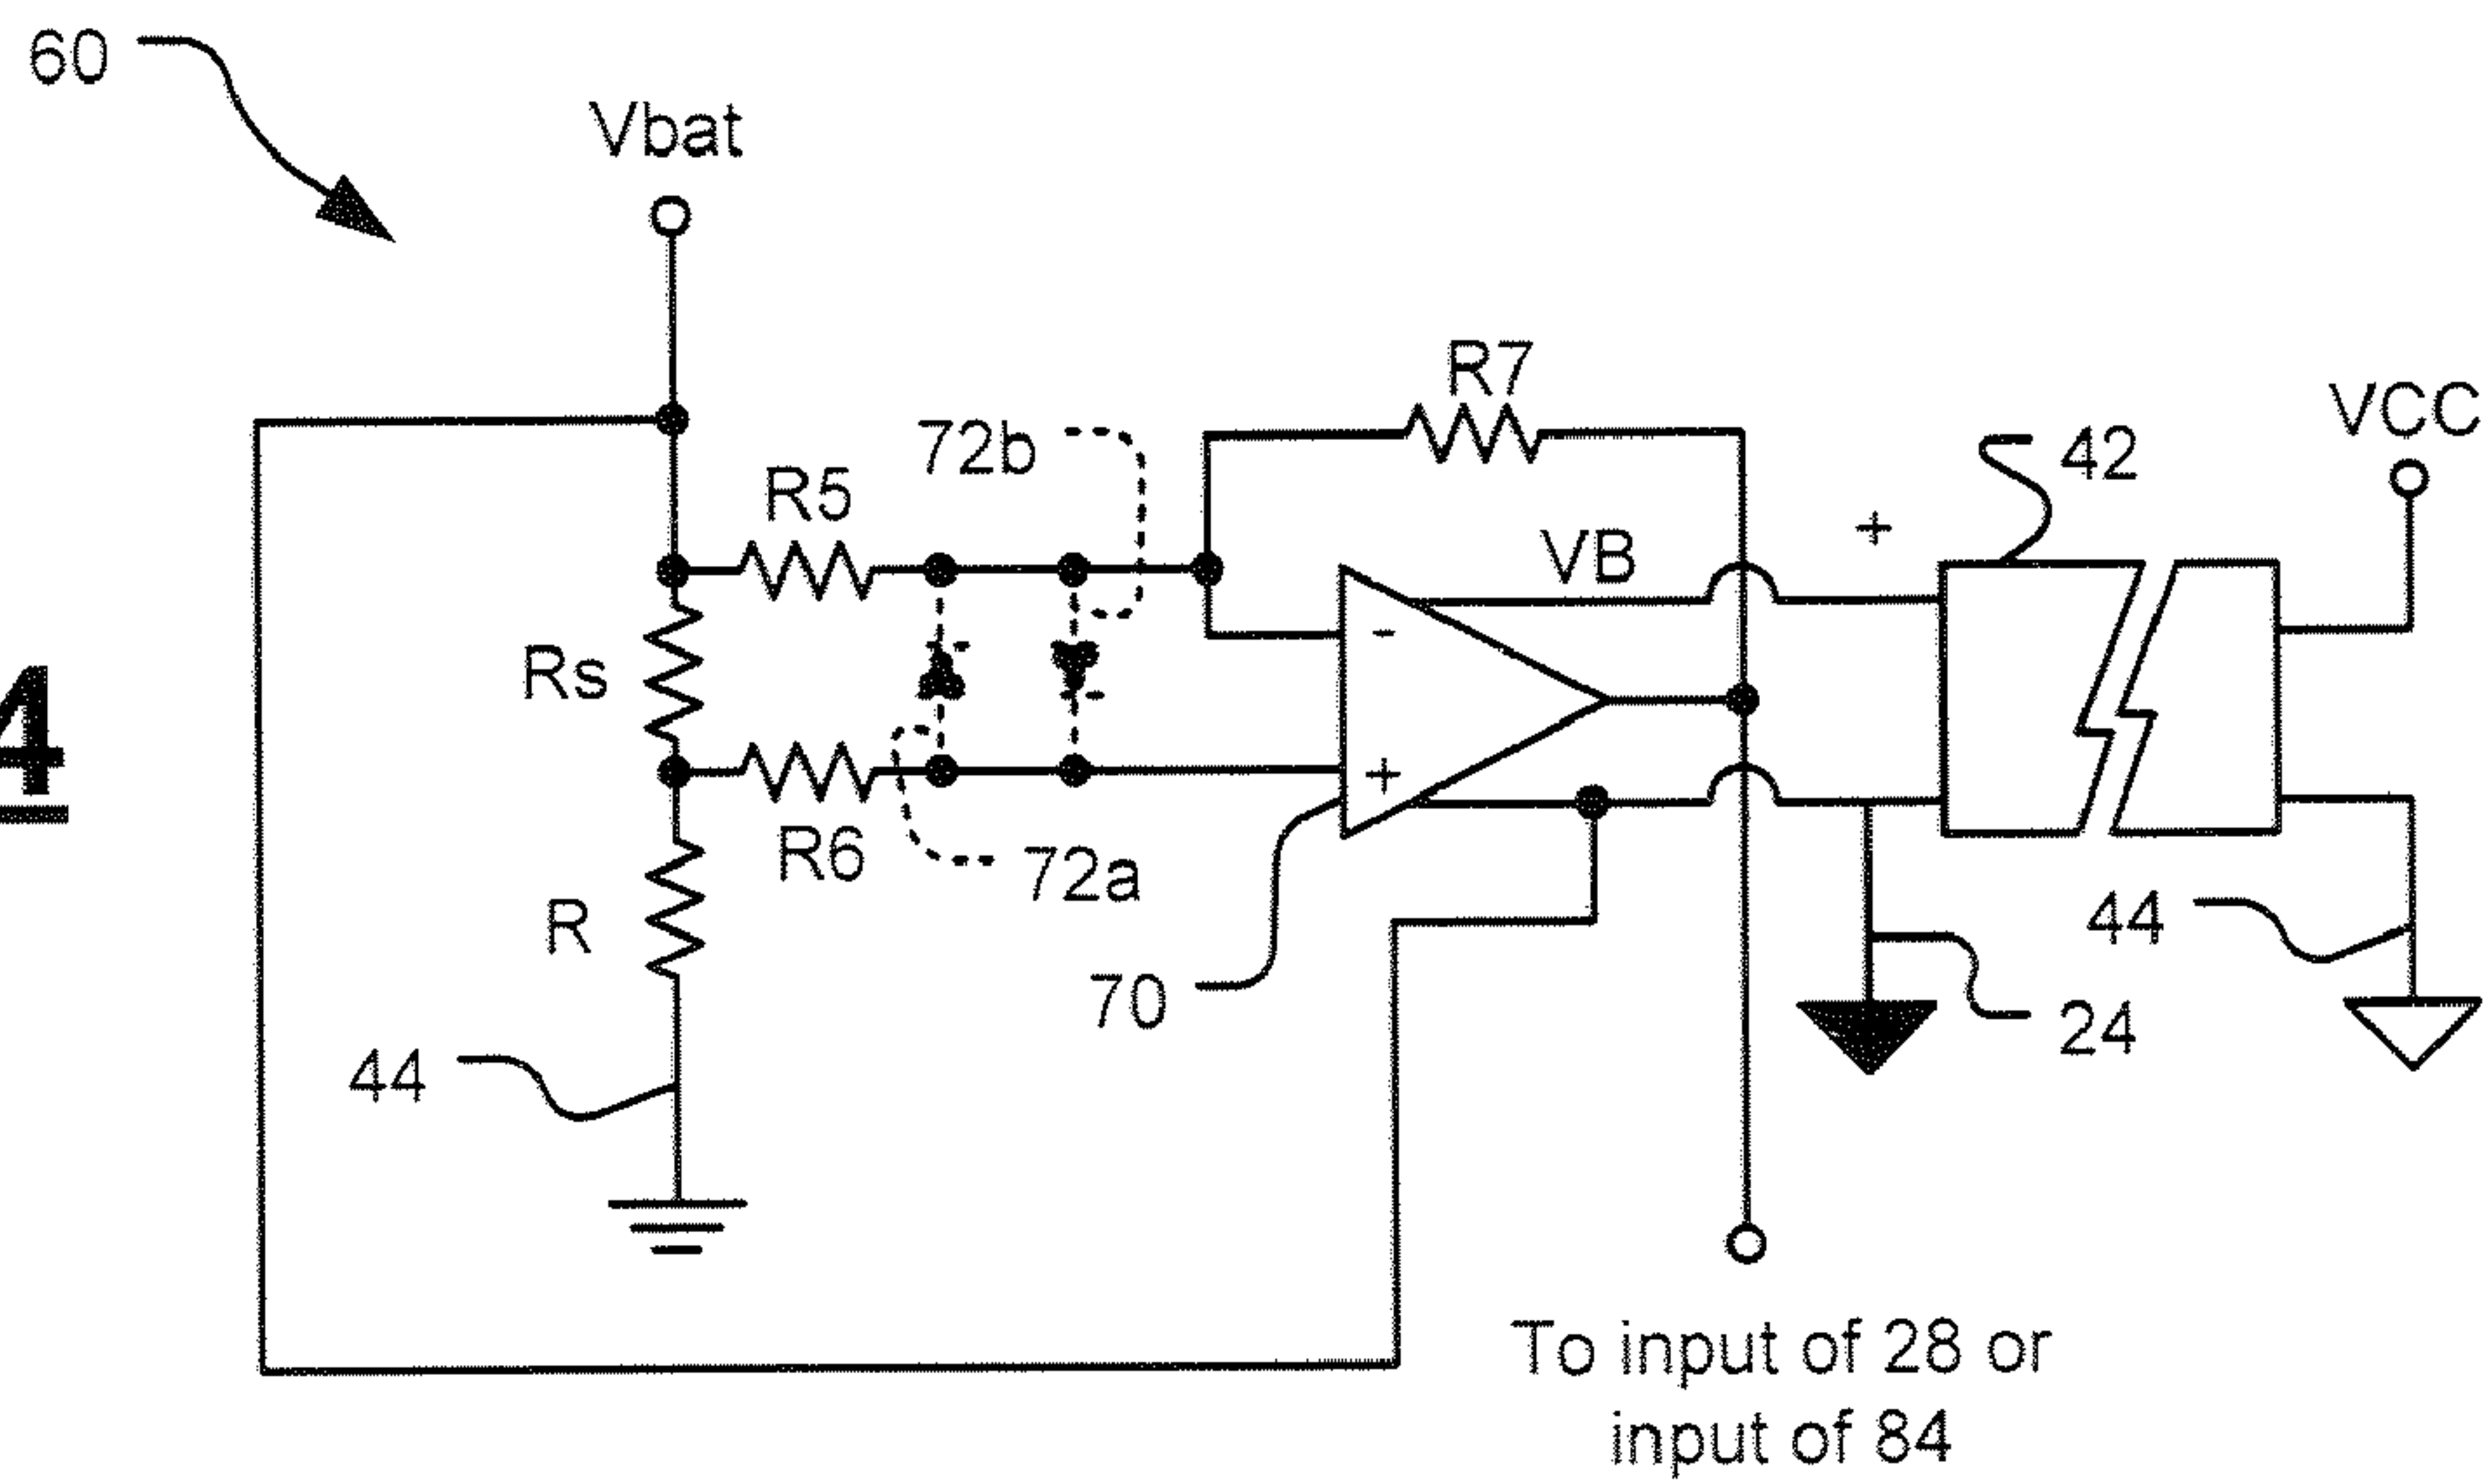 60
Vbat
R7
VCC
72b
42
R5
+
VB
-
Rs
4
+
R6
72a
R
44
70
24
44
To input of 28 or
input of 84